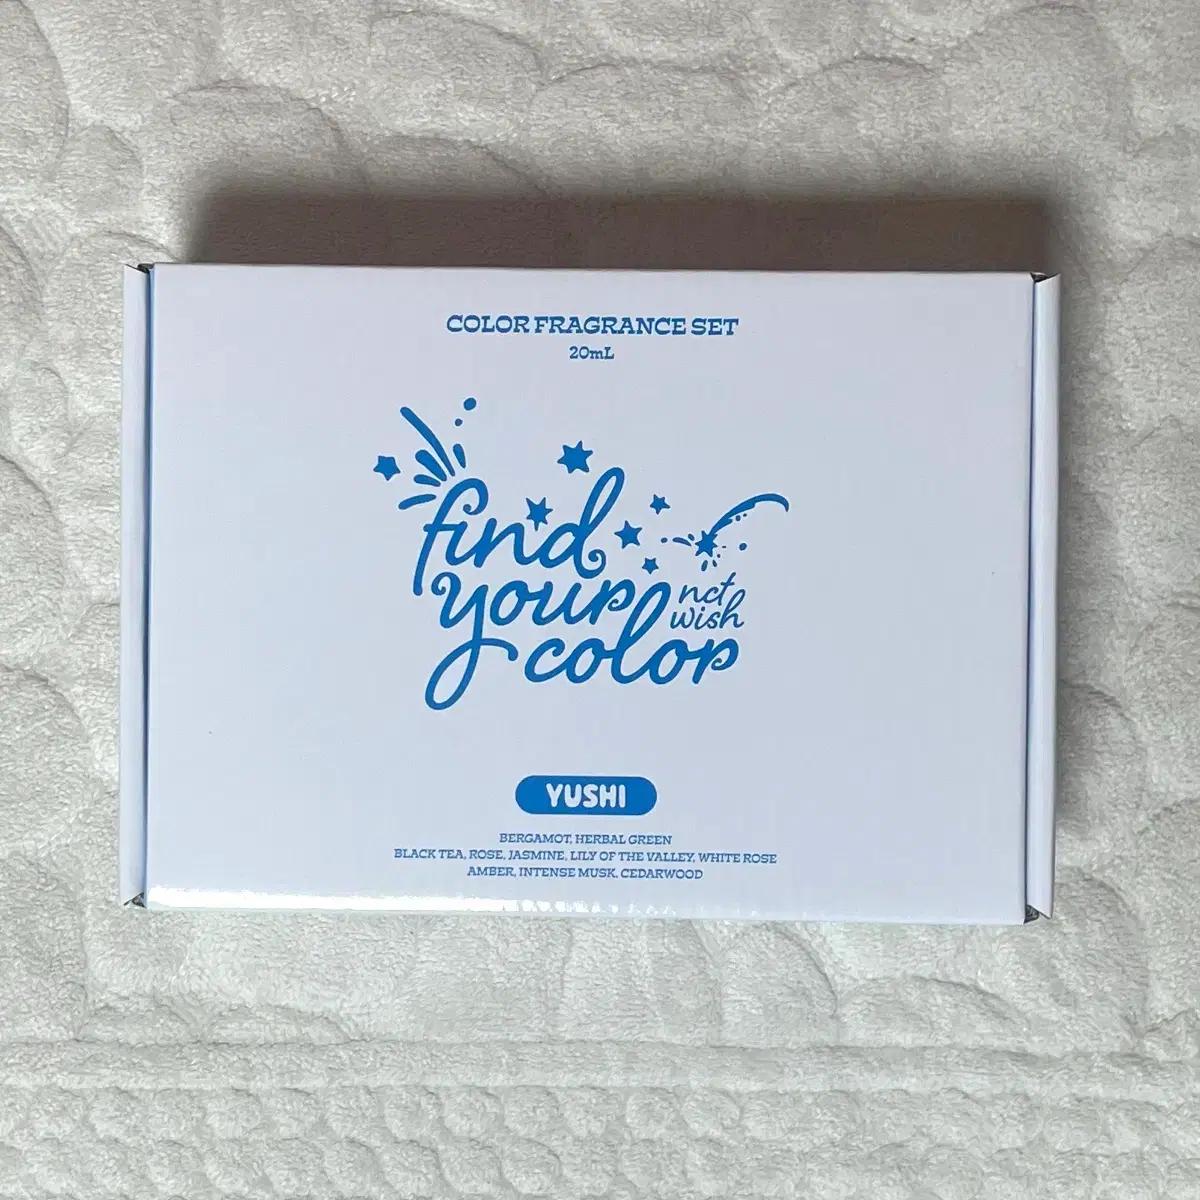 COLOR FRAGRANCE SET
20mL
find
your
nct
wish
color
YUSHI
BERGAMOT, HERBAL GREEN
BLACK TEA, ROSE, JASMINE, LILY OF THE VALLEY, WHITE ROSE
AMBER, INTENSE MUSK, CEDARWOOD